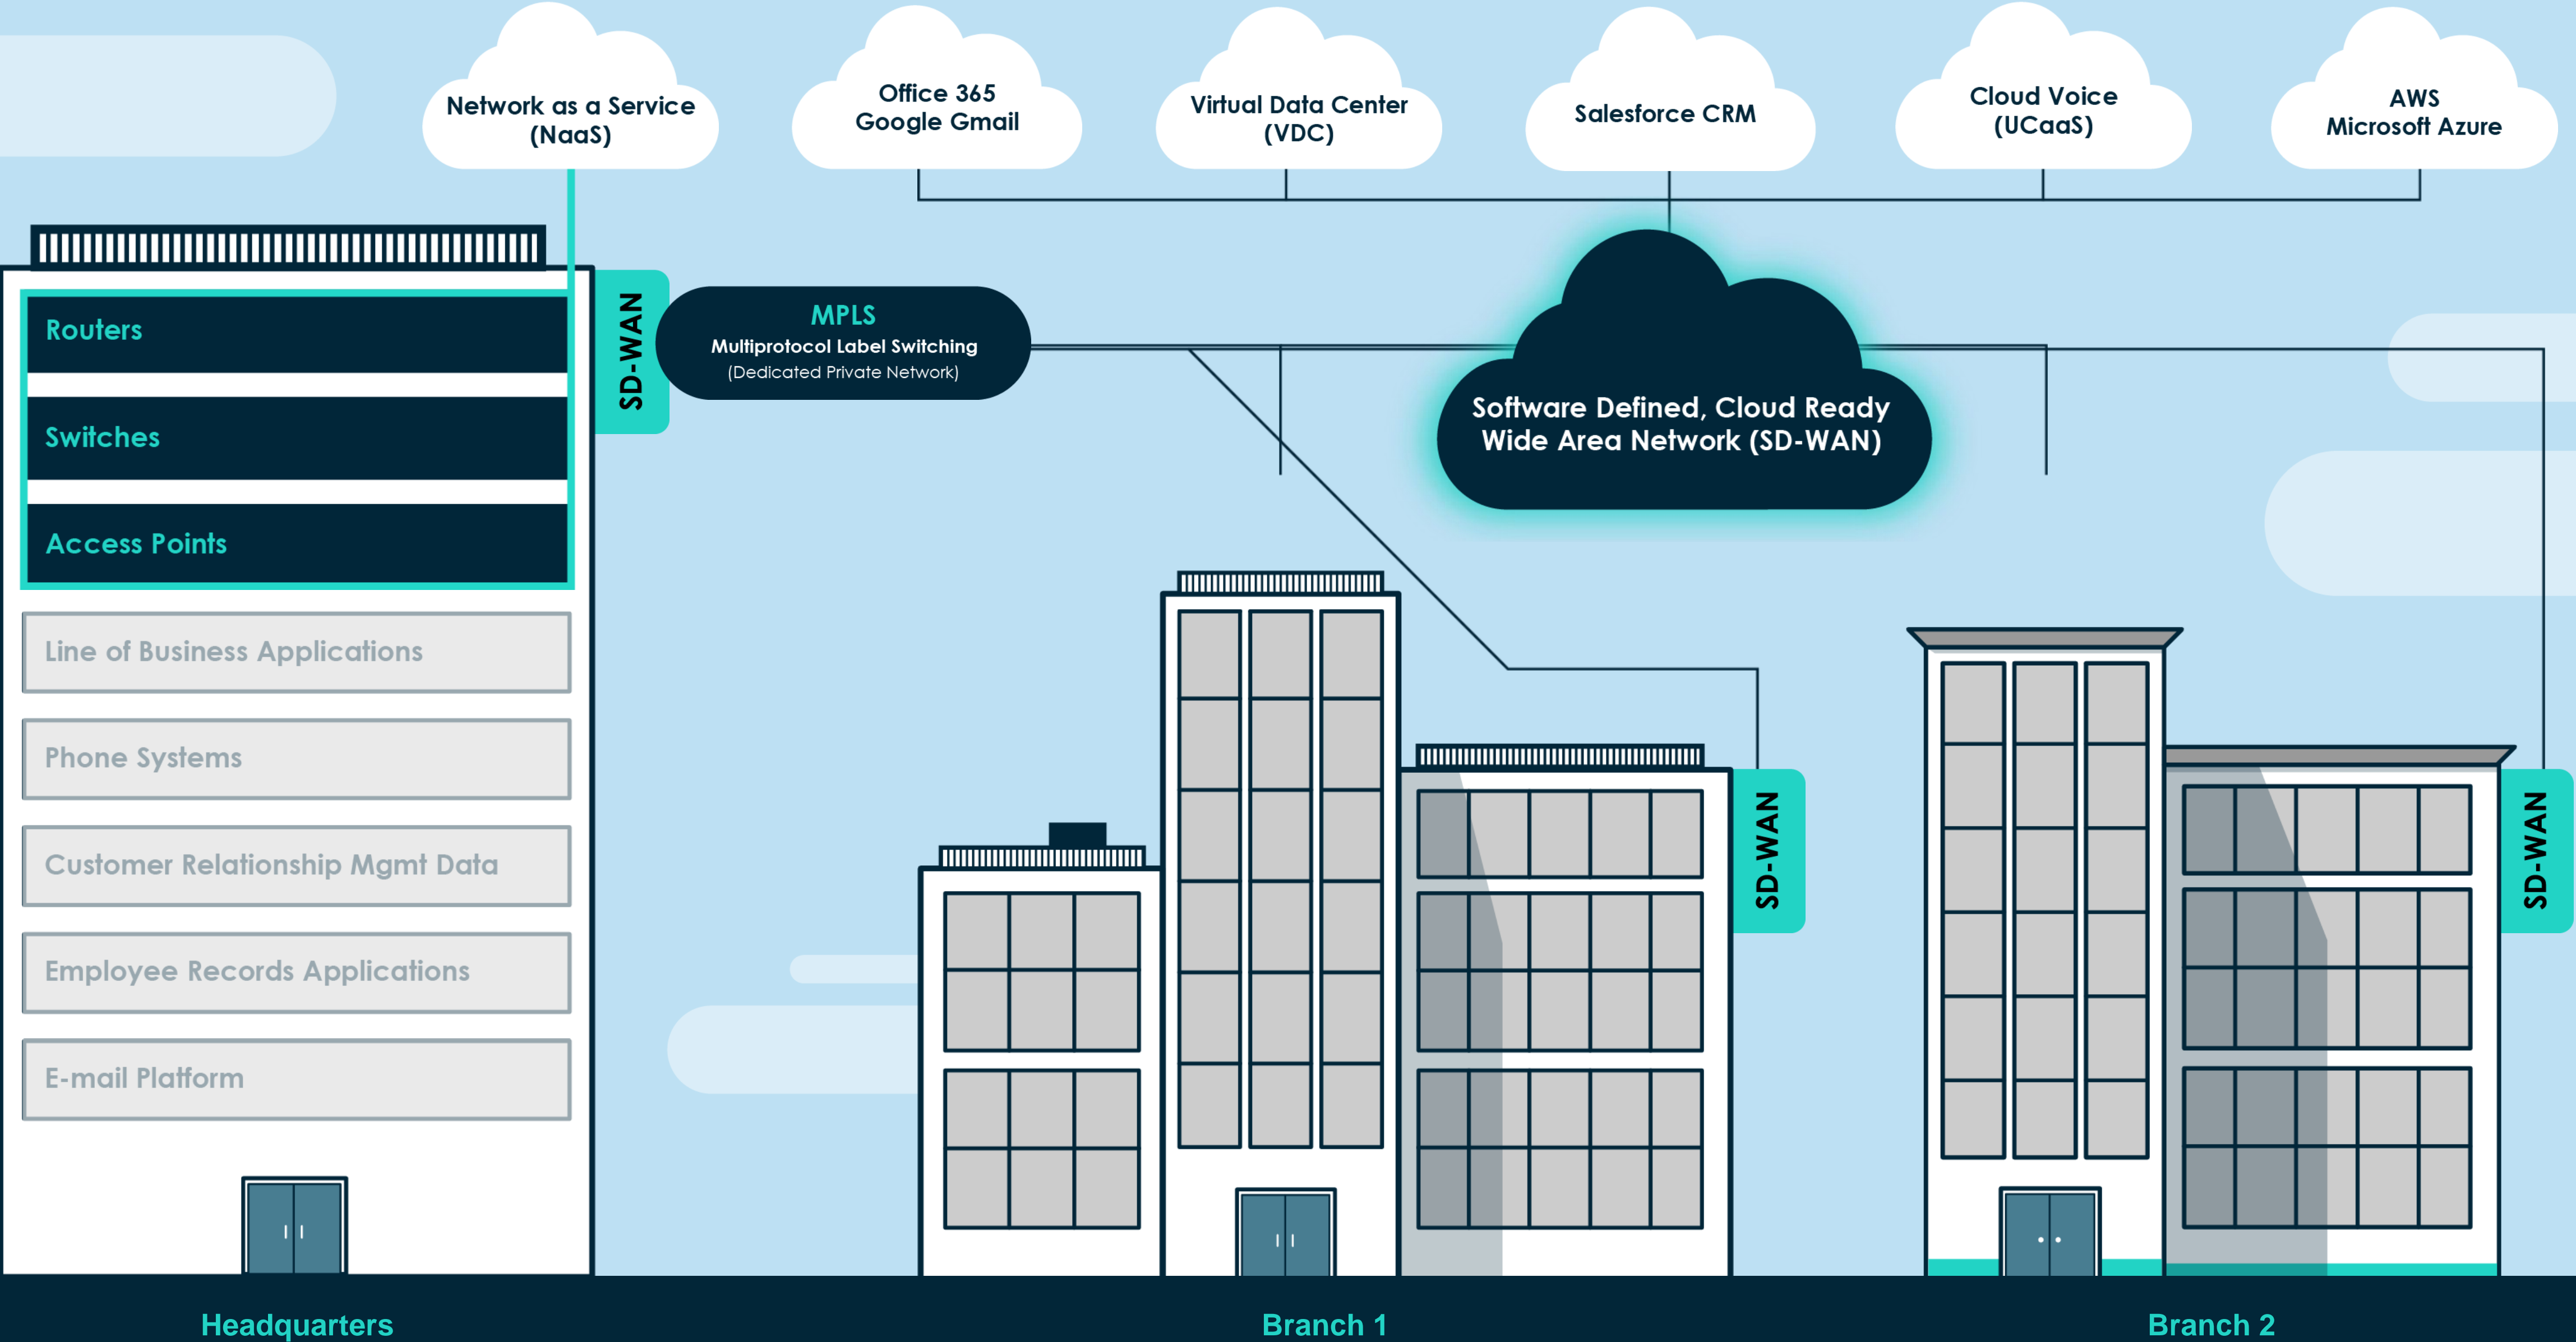 Network as a Service
(NaaS)
Office 365
Google Gmail
Virtual Data Center
(VDC)
Salesforce CRM
Cloud Voice
(UCaaS)
AWS
Microsoft Azure
Routers
Switches
Access Points
Line of Business Applications
Phone Systems
Customer Relationship Mgmt Data
Employee Records Applications
E-mail Platform
SD-WAN
MPLS
Multiprotocol Label Switching
(Dedicated Private Network)
Software Defined, Cloud Ready
Wide Area Network (SD-WAN)
SD-WAN
SD-WAN
Headquarters
Branch 1
Branch 2